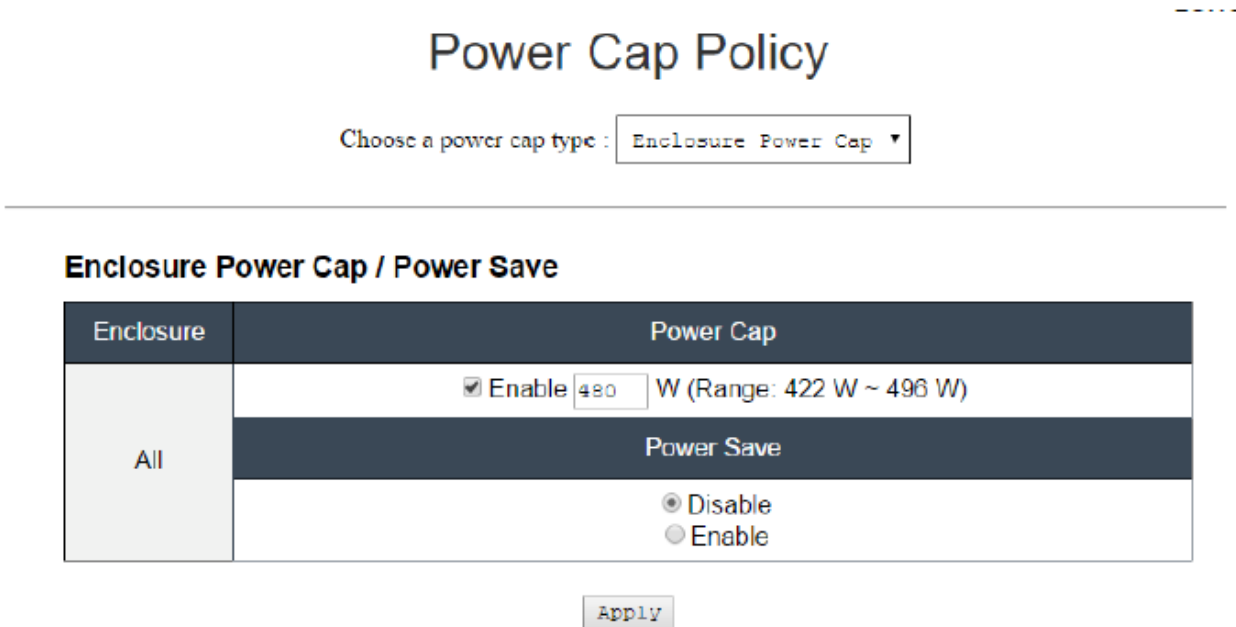 Power Cap Policy
Choose a power cap type : Enclosure Power Cap
Enclosure Power Cap / Power Save
Enclosure Power Cap
Enable 480 W (Range: 422 W ~ 496 W)
Power Save
All
Disable
Enable
Apply